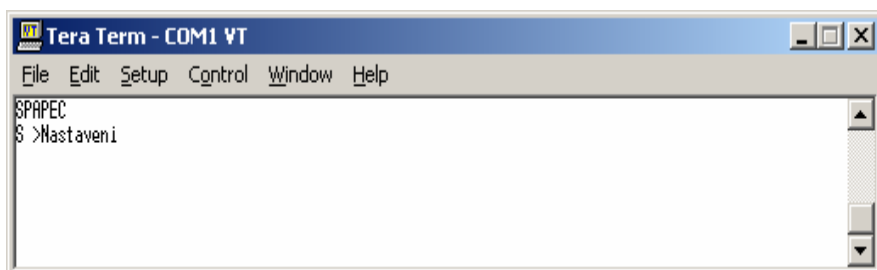 Tera Term - COM1 VT
File Edit Setup Control Window Help
SPAPEC
S >Nastaveni